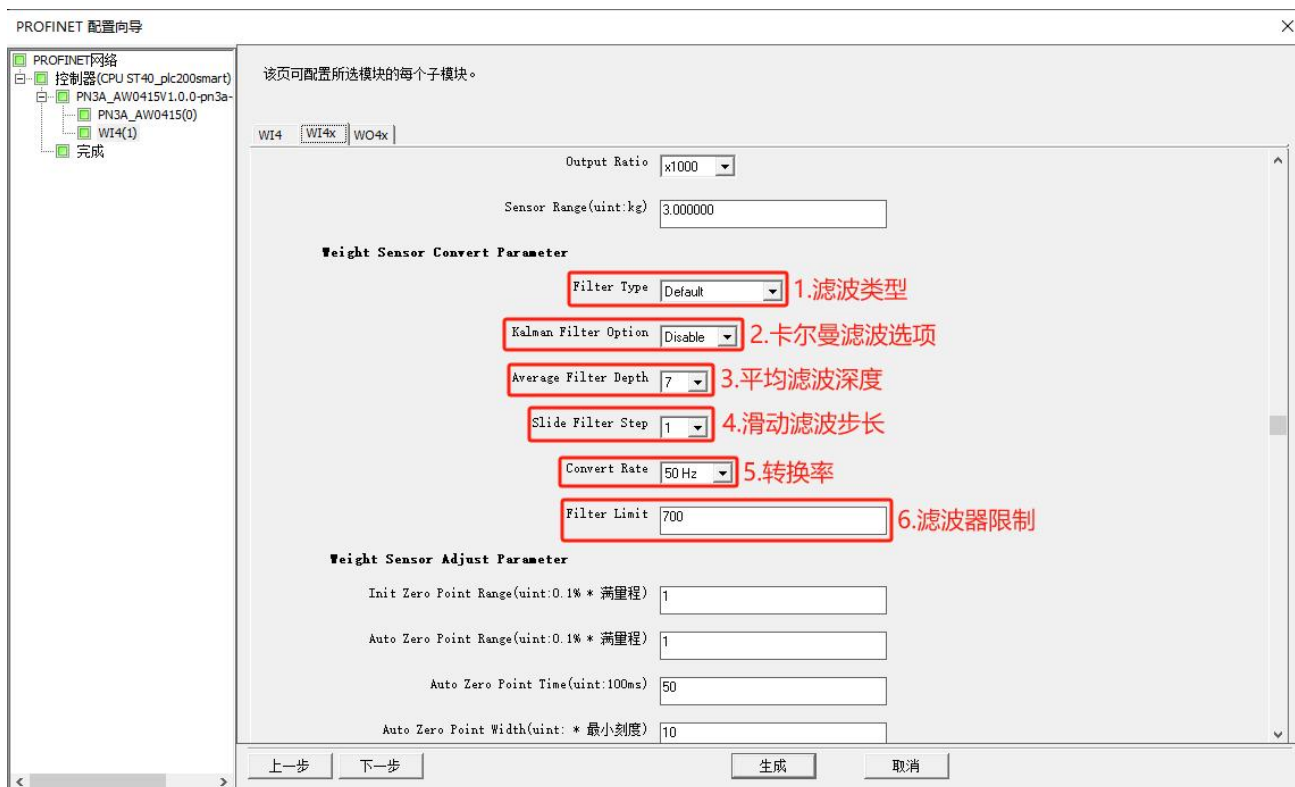 PROFINET 配置向导
PROFINET网络
控制器(CPU ST40_plc200smart)
PN3A_AW0415V1.0.0-pn3a-
PN3A_AW0415(0)
WI4(1)
完成
该页可配置所选模块的每个子模块。
WI4 WI4x WO4x
Output Ratio x1000
Sensor Range(uint:kg) 3.000000
Weight Sensor Convert Parameter
Filter Type Default 1.滤波类型
Kalman Filter Option Disable 2.卡尔曼滤波选项
Average Filter Depth 7 3.平均滤波深度
Slide Filter Step 1 4.滑动滤波步长
Convert Rate 50 Hz 5.转换率
Filter Limit 700 6.滤波器限制
Weight Sensor Adjust Parameter
Init Zero Point Range(uint:0.1% * 满里程) 1
Auto Zero Point Range(uint:0.1% * 满里程) 1
Auto Zero Point Time(uint:100ms) 50
Auto Zero Point Width(uint: * 最小刻度) 10
上一步 下一步 生成 取消